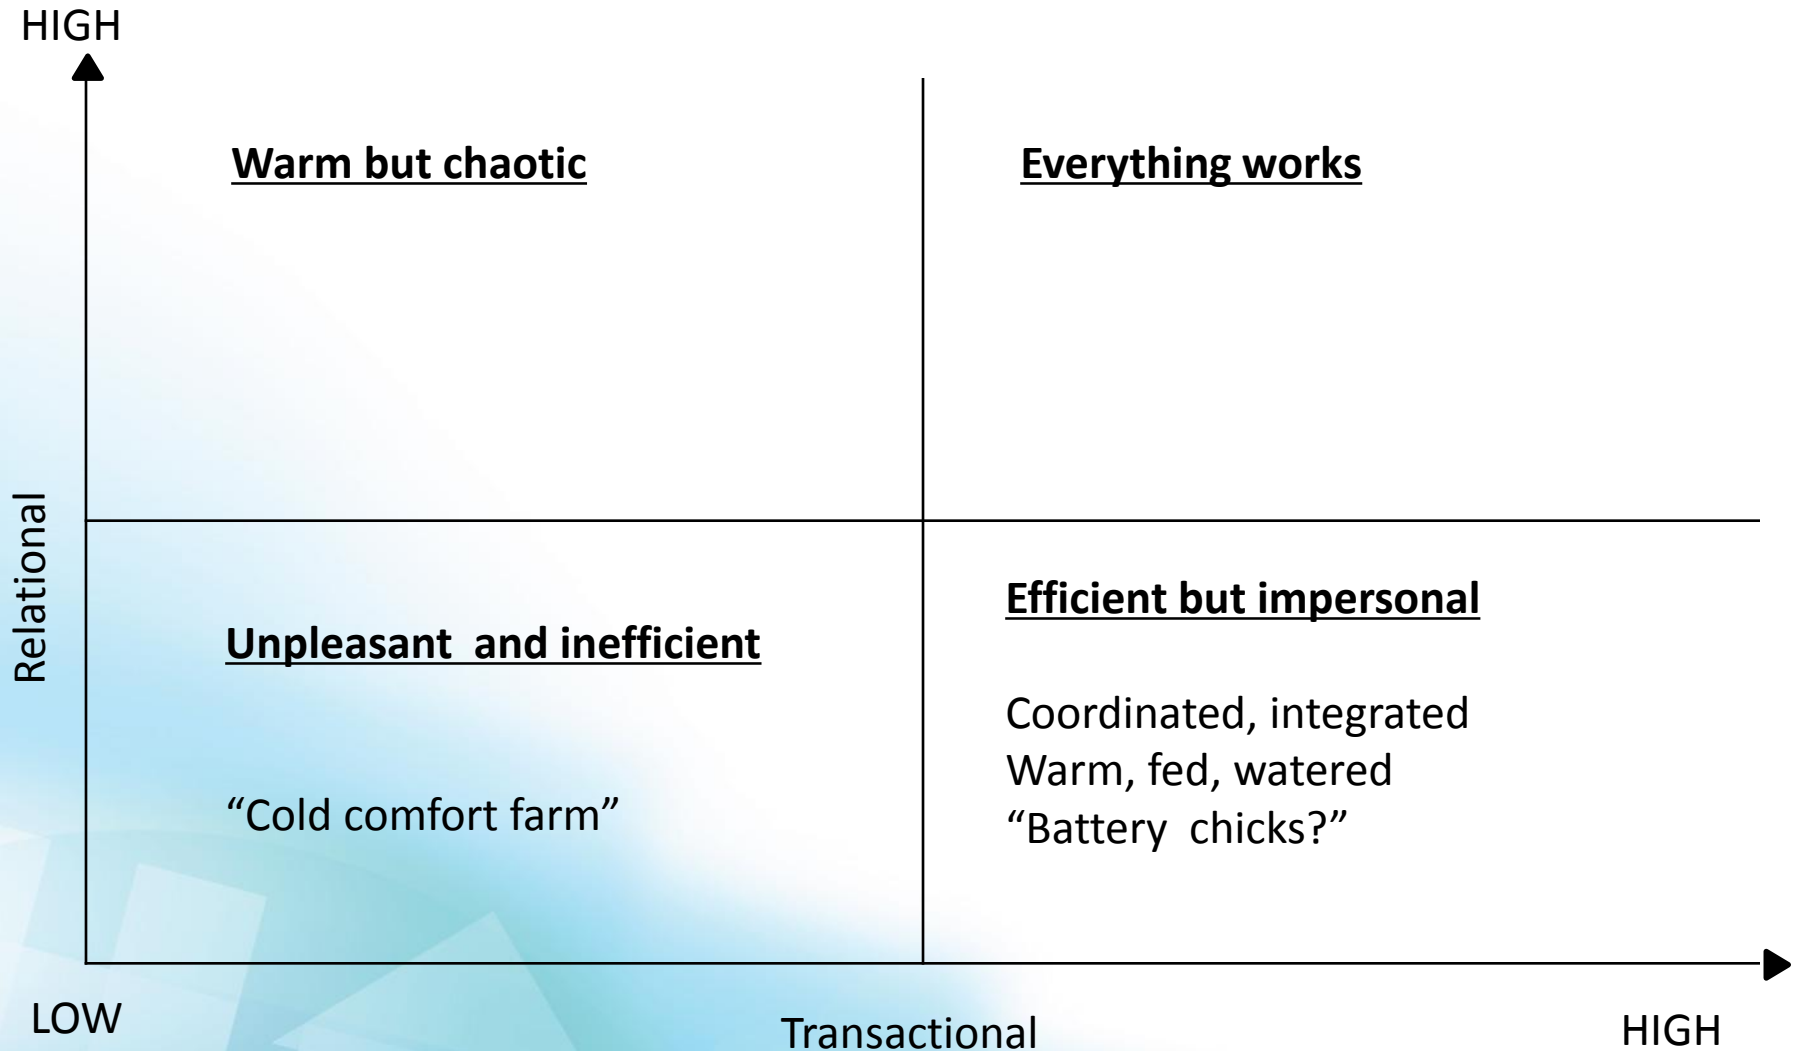 HIGH
Warm but chaotic
Everything works
Relational
Unpleasant  and inefficient
“Cold comfort farm”
Efficient but impersonal
Coordinated, integrated
Warm, fed, watered
“Battery  chicks?”
LOW
Transactional
HIGH